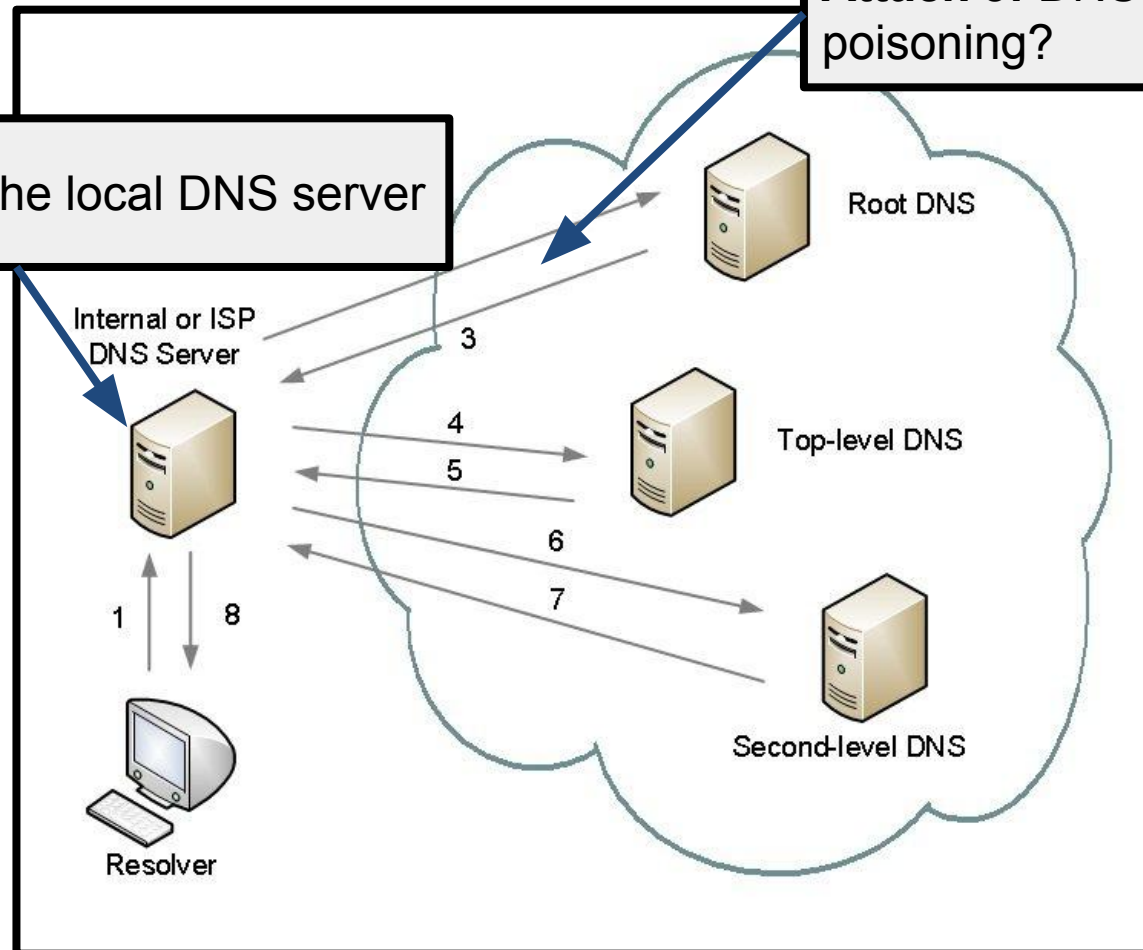 poisoning?
he local DNS server
Root DNS
Internal or ISP
DNS Server
3
4
Top-level DNS
5
6
7
1
8
Second-level DNS
Resolver